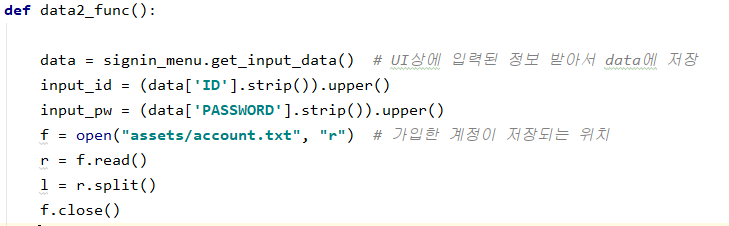 def data2_func():
data = signin_menu.get_input_data()  # UI상에 입력된 정보 받아서 data에 저장
input_id = (data['ID'].strip()).upper()
input_pw = (data['PASSWORD'].strip()).upper()
f = open("assets/account.txt", "r")  # 가입한 계정이 저장되는 위치
r = f.read()
l = r.split()
f.close()